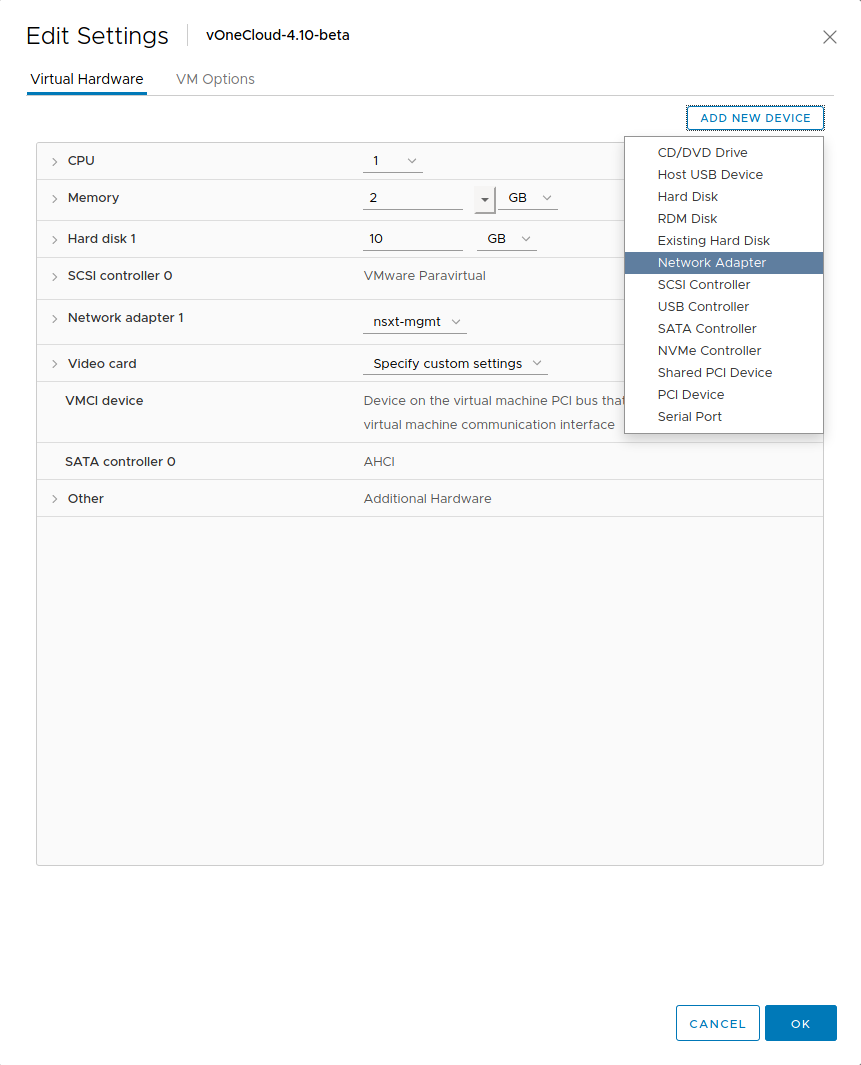 Edit Settings vOneCloud-4.10-beta
Virtual Hardware VM Options
ADD NEW DEVICE
CD/DVD Drive
Host USB Device
Hard Disk
RDM Disk
Existing Hard Disk
Network Adapter
SCSI Controller
USB Controller
SATA Controller
NVMe Controller
Shared PCI Device
PCI Device
Serial Port
CPU 1
Memory 2 GB
Hard disk 1 10 GB
SCSI controller 0 VMware Paravirtual
Network adapter 1 nsxt-mgmt
Video card Specify custom settings
VMCI device Device on the virtual machine PCI bus that
virtual machine communication interface
SATA controller 0 AHCI
Other Additional Hardware
CANCEL OK